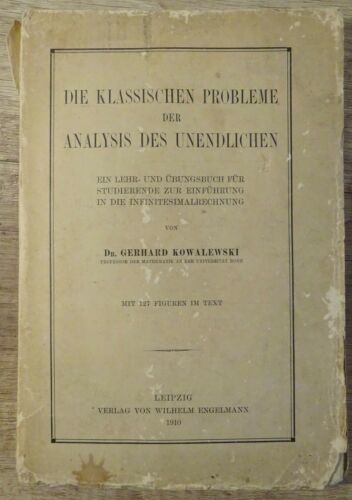 DIE KLASSISCHEN PROBLEME
DER
ANALYSIS DES UNENDLICHEN
EIN LEHR- UND ÜBUNGSBUCH FÜR
STUDIERENDE ZUR EINFÜHRUNG
IN DIE INFINITESIMALRECHNUNG
VON
DR. GERHARD KOWALEWSKI
PROFESSOR DER MATHEMATIK AN DER UNIVERSITÄT BONN
MIT 127 FIGUREN IM TEXT
LEIPZIG
VERLAG VON WILHELM ENGELMANN
1910